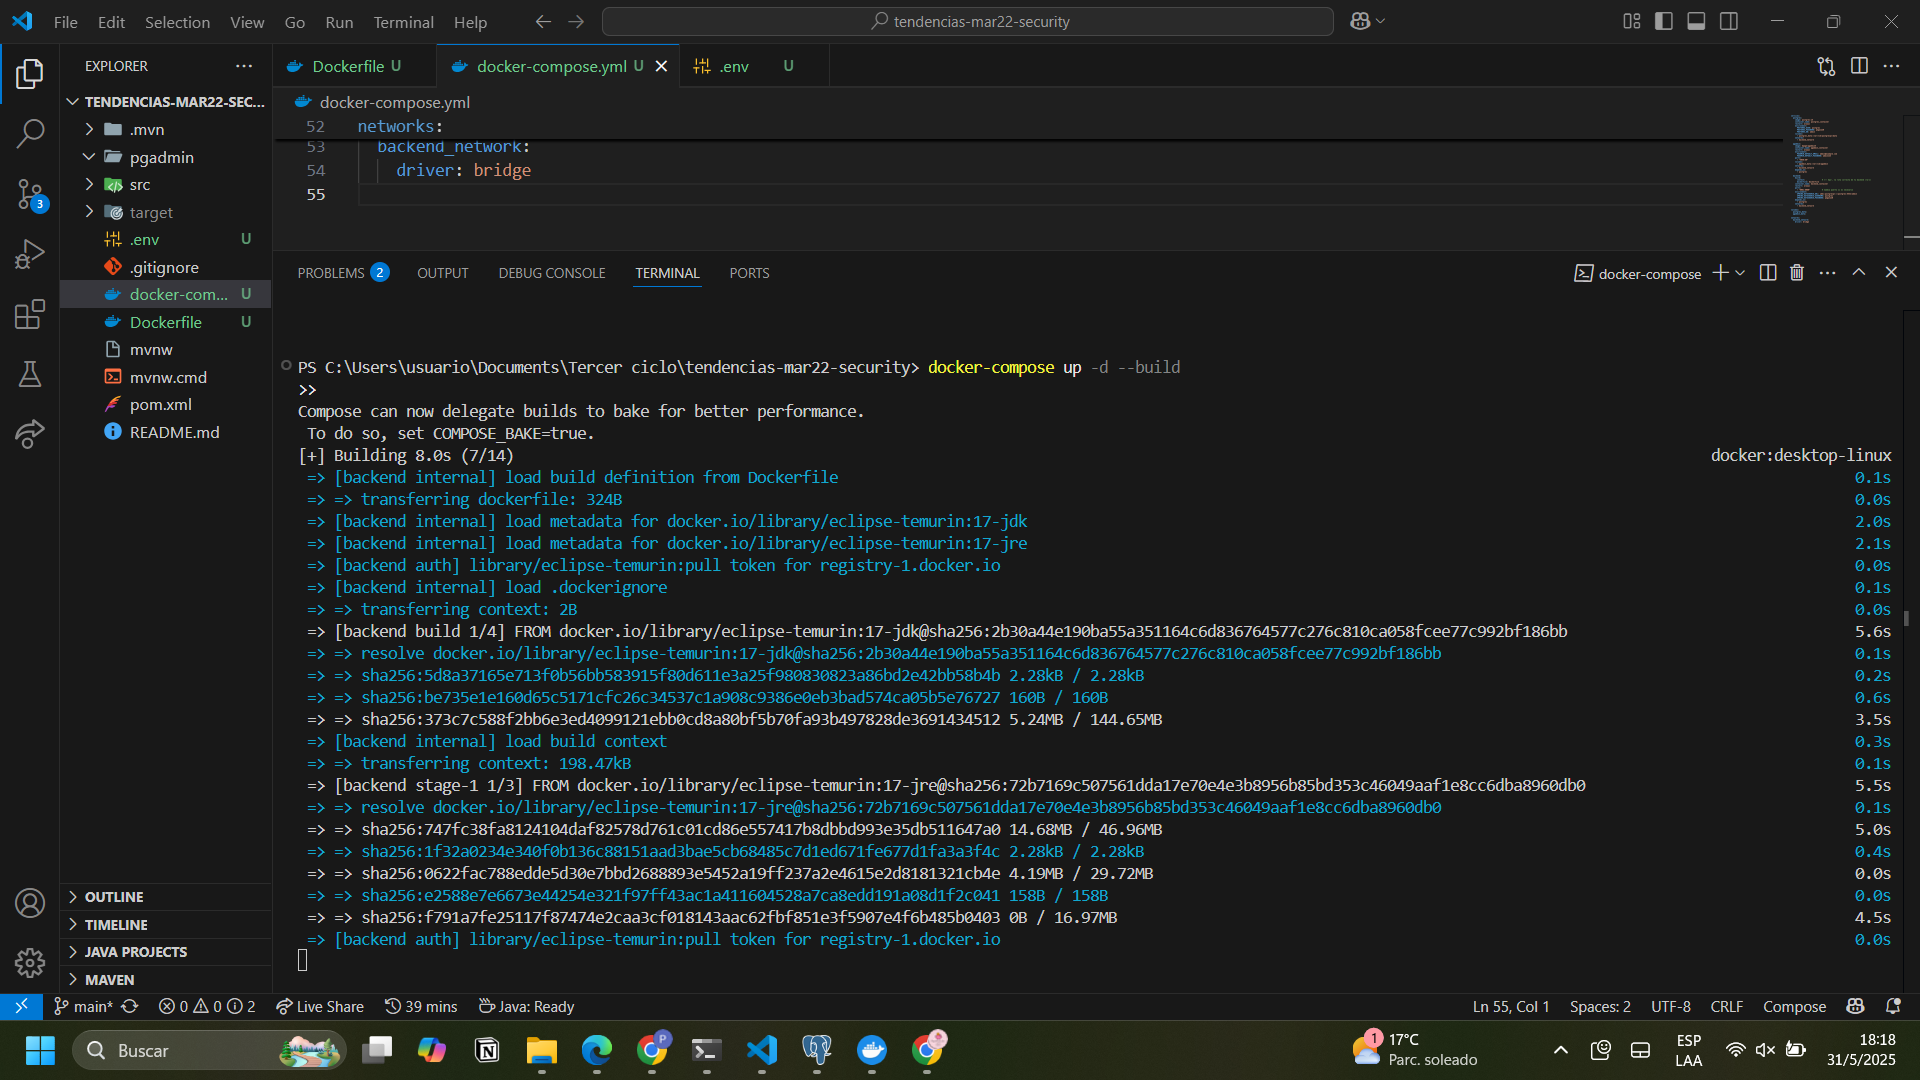 File Edit Selection View Go Run Terminal Help
tendencias-mar22-security
EXPLORER
TENDENCIAS-MAR22-SEC...
.mvn
pgadmin
src
target
.env U
.gitignore
docker-com... U
Dockerfile U
mvnw
mvnw.cmd
pom.xml
README.md
OUTLINE
TIMELINE
JAVA PROJECTS
MAVEN
3
Dockerfile U
docker-compose.yml U
.env U
docker-compose.yml
52 networks:
53 backend_network:
54 driver: bridge
55
PROBLEMS 2 OUTPUT DEBUG CONSOLE TERMINAL PORTS
docker-compose
PS C:\Users\usuario\Documents\Tercer ciclo\tendencias-mar22-security> docker-compose up -d --build
>>
Compose can now delegate builds to bake for better performance.
To do so, set COMPOSE_BAKE=true.
[+] Building 8.0s (7/14) docker:desktop-linux
=> [backend internal] load build definition from Dockerfile 0.1s
=> => transferring dockerfile: 324B 0.0s
=> [backend internal] load metadata for docker.io/library/eclipse-temurin:17-jdk 2.0s
=> [backend internal] load metadata for docker.io/library/eclipse-temurin:17-jre 2.1s
=> [backend auth] library/eclipse-temurin:pull token for registry-1.docker.io 0.0s
=> [backend internal] load .dockerignore 0.1s
=> => transferring context: 2B 0.0s
=> [backend build 1/4] FROM docker.io/library/eclipse-temurin:17-jdk@sha256:2b30a44e190ba55a351164c6d836764577c276c810ca058fcee77c992bf186bb 5.6s
=> => resolve docker.io/library/eclipse-temurin:17-jdk@sha256:2b30a44e190ba55a351164c6d836764577c276c810ca058fcee77c992bf186bb 0.1s
=> => sha256:5d8a37165e713f0b56bb583915f80d611e3a25f980830823a86bd2e42bb58b4b 2.28kB / 2.28kB 0.2s
=> => sha256:be735e1e160d65c5171cfc26c34537c1a908c9386e0eb3bad574ca05b5e76727 160B / 160B 0.6s
=> => sha256:373c7c588f2bb6e3ed4099121ebb0cd8a80bf5b70fa93b497828de3691434512 5.24MB / 144.65MB 3.5s
=> [backend internal] load build context 0.3s
=> => transferring context: 198.47kB 0.1s
=> [backend stage-1 1/3] FROM docker.io/library/eclipse-temurin:17-jre@sha256:72b7169c507561dda17e70e4e3b8956b85bd353c46049aaf1e8cc6dba8960db0 5.5s
=> => resolve docker.io/library/eclipse-temurin:17-jre@sha256:72b7169c507561dda17e70e4e3b8956b85bd353c46049aaf1e8cc6dba8960db0 0.1s
=> => sha256:747fc38fa8124104daf82578d761c01cd86e557417b8dbbd993e35db511647a0 14.68MB / 46.96MB 5.0s
=> => sha256:1f32a0234e340f0b136c88151aad3bae5cb68485c7d1ed671fe677d1fa3a3f4c 2.28kB / 2.28kB 0.4s
=> => sha256:0622fac788edde5d30e7bbd2688893e5452a19ff237a2e4615e2d8181321cb4e 4.19MB / 29.72MB 0.0s
=> => sha256:e2588e7e6673e44254e321f97ff43ac1a411604528a7ca8edd191a08d1f2c041 158B / 158B 0.0s
=> => sha256:f791a7fe25117f87474e2caa3cf018143aac62fbf851e3f5907e4f6b485b0403 0B / 16.97MB 4.5s
=> [backend auth] library/eclipse-temurin:pull token for registry-1.docker.io 0.0s
main* 0 0 2 Live Share 39 mins Java: Ready Ln 55, Col 1 Spaces: 2 UTF-8 CRLF Compose
Buscar
P
1
17°C
Parc. soleado
ESP
LAA
18:18
31/5/2025